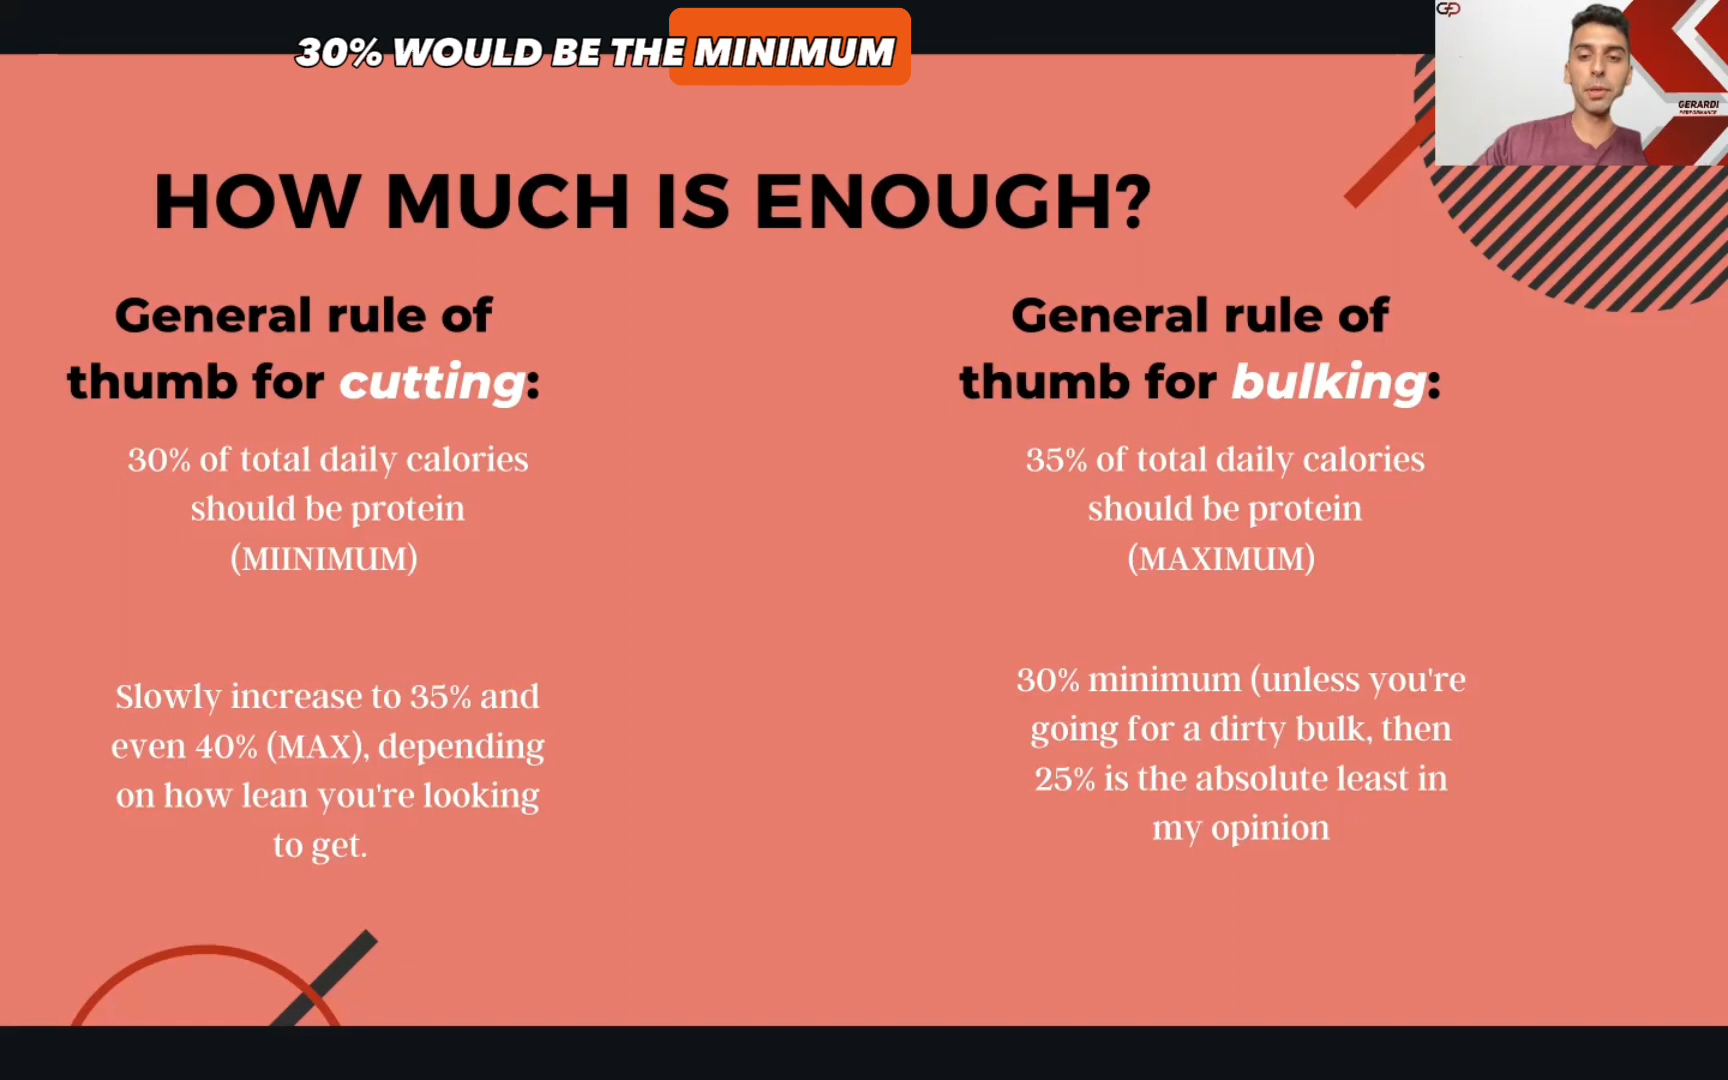 30% WOULD BE THE MINIMUM
GP
GERARDI
PERFORMANCE
HOW MUCH IS ENOUGH?
General rule of
thumb for cutting:
30% of total daily calories
should be protein
(MIINIMUM)
Slowly increase to 35% and
even 40% (MAX), depending
on how lean you're looking
to get.
General rule of
thumb for bulking:
35% of total daily calories
should be protein
(MAXIMUM)
30% minimum (unless you're
going for a dirty bulk, then
25% is the absolute least in
my opinion